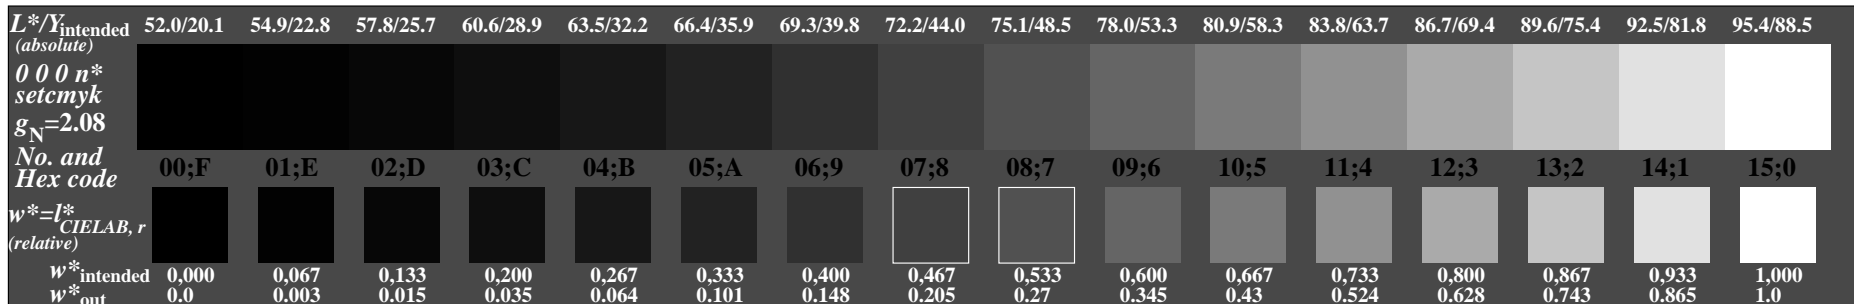 L*/Yintended 52.0/20.1 54.9/22.8 57.8/25.7 60.6/28.9 63.5/32.2 66.4/35.9 69.3/39.8 72.2/44.0 75.1/48.5 78.0/53.3 80.9/58.3 83.8/63.7 86.7/69.4 89.6/75.4 92.5/81.8 95.4/88.5
(absolute)
0 0 0 n*
setcmyk
gN=2.08
No. and
Hex code 00;F 01;E 02;D 03;C 04;B 05;A 06;9 07;8 08;7 09;6 10;5 11;4 12;3 13;2 14;1 15;0
w*=l*CIELAB, r
(relative)
w*intended 0,000 0,067 0,133 0,200 0,267 0,333 0,400 0,467 0,533 0,600 0,667 0,733 0,800 0,867 0,933 1,000
w*out 0.0 0.003 0.015 0.035 0.064 0.101 0.148 0.205 0.27 0.345 0.43 0.524 0.628 0.743 0.865 1.0